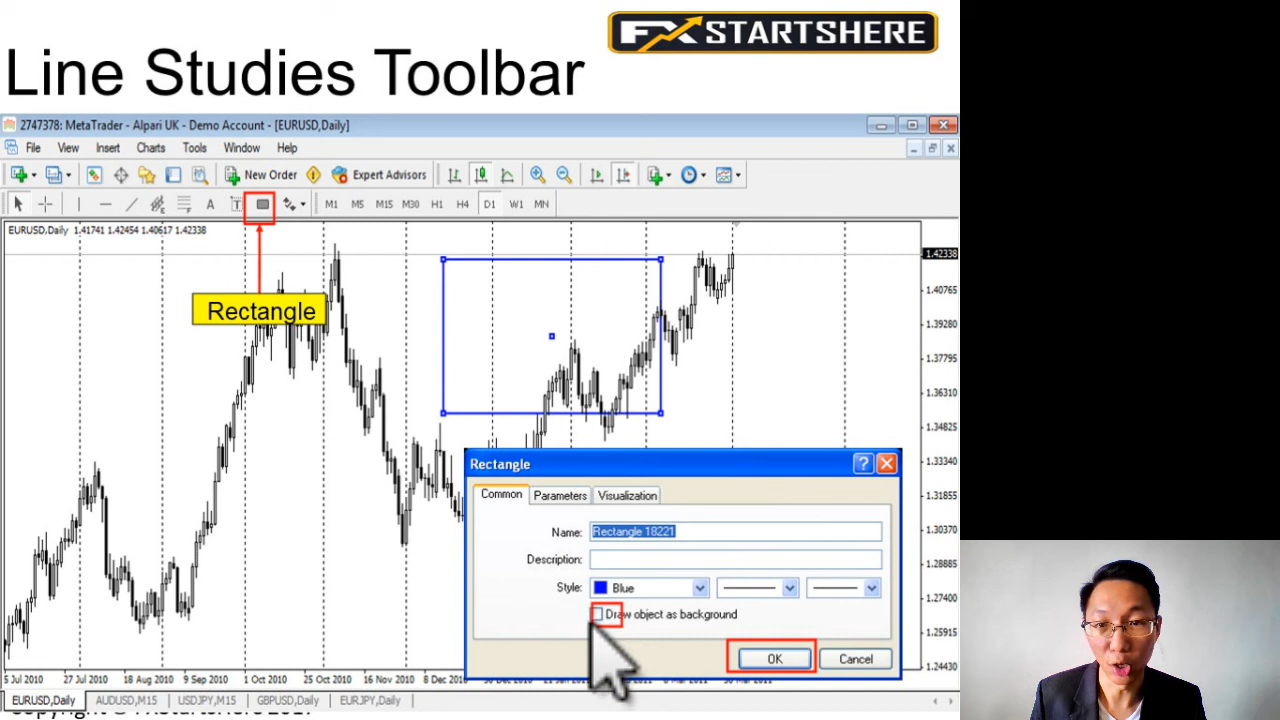 FXSTARTSHERE
Line Studies Toolbar
2747378: MetaTrader - Alpari UK - Demo Account - [EURUSD,Daily]
File View Insert Charts Tools Window Help
New Order Expert Advisors
A T M1 M5 M15 M30 H1 H4 D1 W1 MN
EURUSD,Daily 1.41741 1.42454 1.40617 1.42338
1.42338
1.40765
Rectangle
1.39280
1.37795
1.36310
1.34825
1.33340
1.31855
1.30370
1.28885
1.27400
1.25915
1.24430
Rectangle
Common Parameters Visualization
Name: Rectangle 18221
Description:
Style: Blue
Draw object as background
OK Cancel
5 Jul 2010 27 Jul 2010 18 Aug 2010 9 Sep 2010 1 Oct 2010 25 Oct 2010 16 Nov 2010 8 Dec 2010
EURUSD,Daily AUDUSD,M15 USDJPY,M15 GBPUSD,Daily EURJPY,Daily
Copyright © FXStartshere 2017